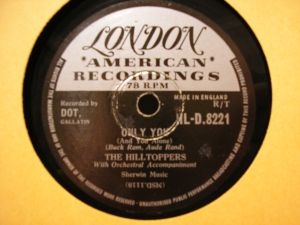 LONDON
"AMERICAN"
RECORDINGS
78 RPM
MADE IN ENGLAND
Recorded by
DOT,
GALLATIN
R/T
HL-D.8221
ONLY YOU
(And You Alone)
(Buck Ram, Ande Rand)
THE HILLTOPPERS
With Orchestral Accompaniment
Sherwin Music